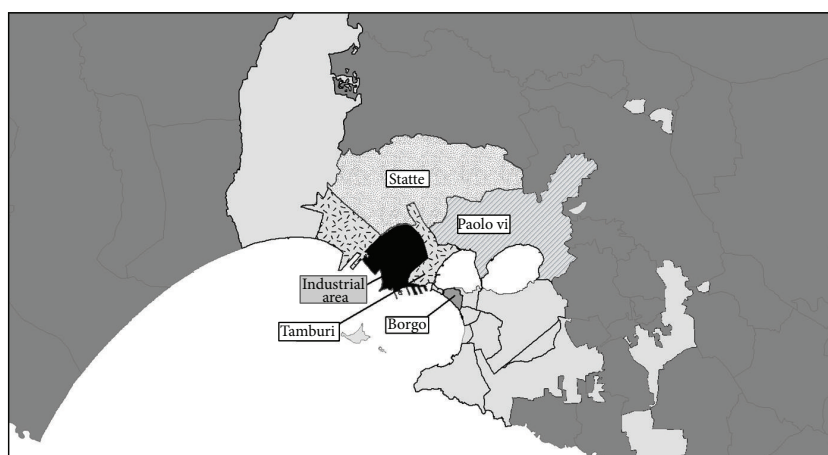 Statte
Paolo vi
Industrial
area
Tamburi
Borgo